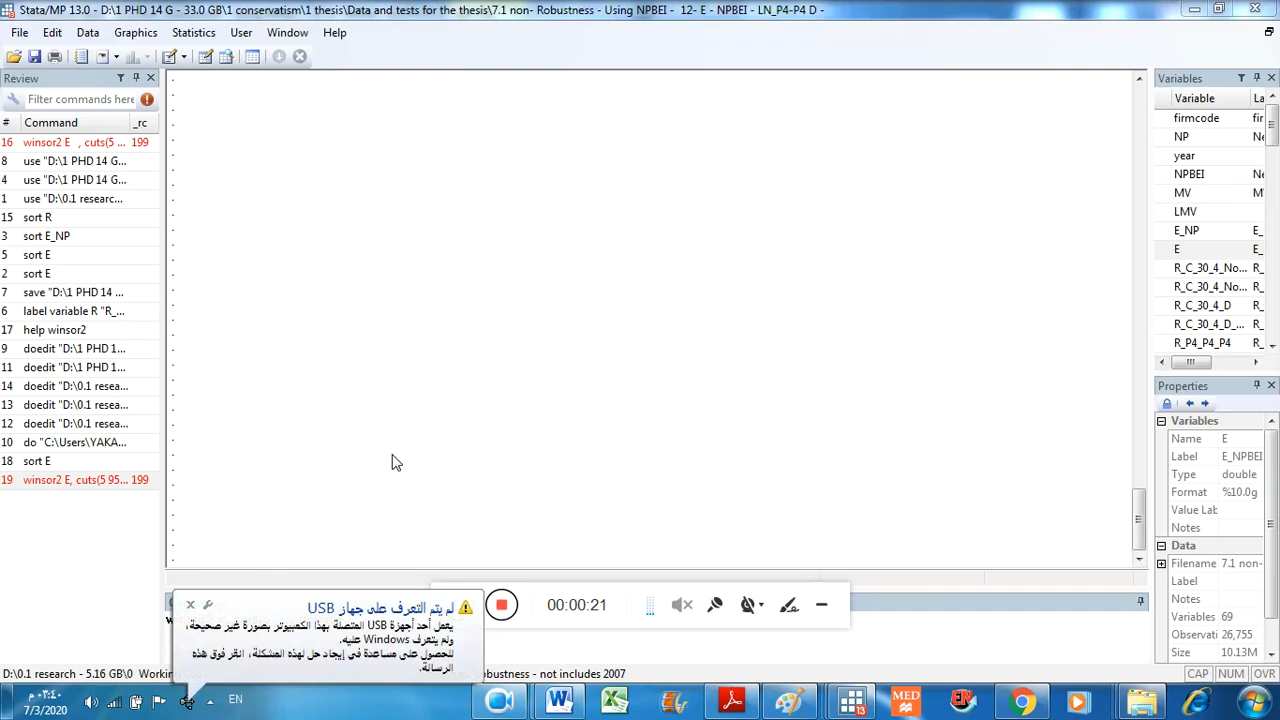 Stata/MP 13.0 - D:\1 PHD 14 G - 33.0 GB\1 conservatism\1 thesis\Data and tests for the thesis\7.1 non- Robustness - Using NPBEI - 12- E - NPBEI - LN_P4-P4 D -
File Edit Data Graphics Statistics User Window Help
Review
Filter commands here
# Command _rc
16 winsor2 E , cuts(5 ... 199
8 use "D:\1 PHD 14 G...
4 use "D:\1 PHD 14 G...
1 use "D:\0.1 researc...
15 sort R
3 sort E_NP
5 sort E
2 sort E
7 save "D:\1 PHD 14 ...
6 label variable R "R_...
17 help winsor2
9 doedit "D:\1 PHD 1...
11 doedit "D:\1 PHD 1...
14 doedit "D:\0.1 resea...
13 doedit "D:\0.1 resea...
12 doedit "D:\0.1 resea...
10 do "C:\Users\YAKA...
18 sort E
19 winsor2 E, cuts(5 95... 199
Variables
Variable La
firmcode fir
NP Ne
year
NPBEI Ne
MV M
LMV
E_NP E_
E E_
R_C_30_4_No... R_
R_C_30_4_No... R_
R_C_30_4_D R_
R_C_30_4_D_... R_
R_P4_P4_P4 R_
Properties
Variables
Name E
Label E_NPBEI
Type double
Format %10.0g
Value Lab
Notes
Data
Filename 7.1 non-
Label
Notes
Variables 69
Observati 26,755
Size 10.13M
لم يتم التعرف على جهاز USB
يعمل أحد أجهزة USB المتصلة بهذا الكمبيوتر بصورة غير صحيحة،
ولم يتعرف Windows عليه.
للحصول على مساعدة في إيجاد حل لهذه المشكلة، انقر فوق هذه
الرسالة.
00:00:21
D:\0.1 research - 5.16 GB\0 Working
Robustness - not includes 2007
CAP NUM OVR
م ٠٢:٤٠
7/3/2020
EN
13
MED